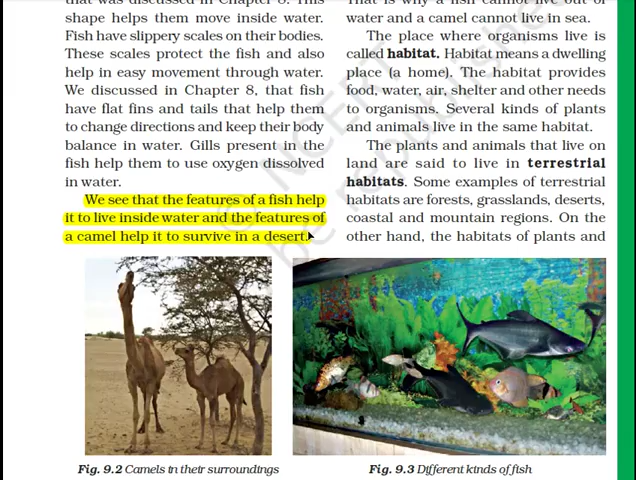 that was discussed in Chapter 8. This
shape helps them move inside water.
Fish have slippery scales on their bodies.
These scales protect the fish and also
help in easy movement through water.
We discussed in Chapter 8, that fish
have flat fins and tails that help them
to change directions and keep their body
balance in water. Gills present in the
fish help them to use oxygen dissolved
in water.
We see that the features of a fish help
it to live inside water and the features of
a camel help it to survive in a desert.
That is why a fish cannot live out of
water and a camel cannot live in sea.
The place where organisms live is
called habitat. Habitat means a dwelling
place (a home). The habitat provides
food, water, air, shelter and other needs
to organisms. Several kinds of plants
and animals live in the same habitat.
The plants and animals that live on
land are said to live in terrestrial
habitats. Some examples of terrestrial
habitats are forests, grasslands, deserts,
coastal and mountain regions. On the
other hand, the habitats of plants and
Fig. 9.2 Camels in their surroundings
Fig. 9.3 Different kinds of fish
© NCERT
be republished